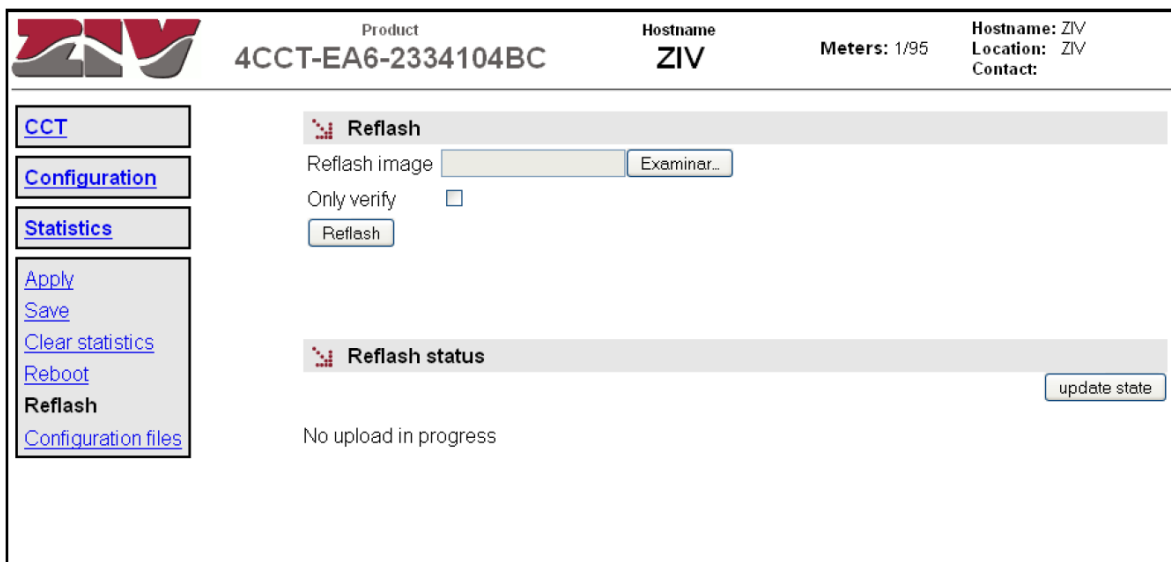 ZIV
Product
4CCT-EA6-2334104BC
Hostname
ZIV
Meters: 1/95
Hostname: ZIV
Location: ZIV
Contact:
CCT
Configuration
Statistics
Apply
Save
Clear statistics
Reboot
Reflash
Configuration files
Reflash
Reflash image Examinar...
Only verify
Reflash
Reflash status
update state
No upload in progress